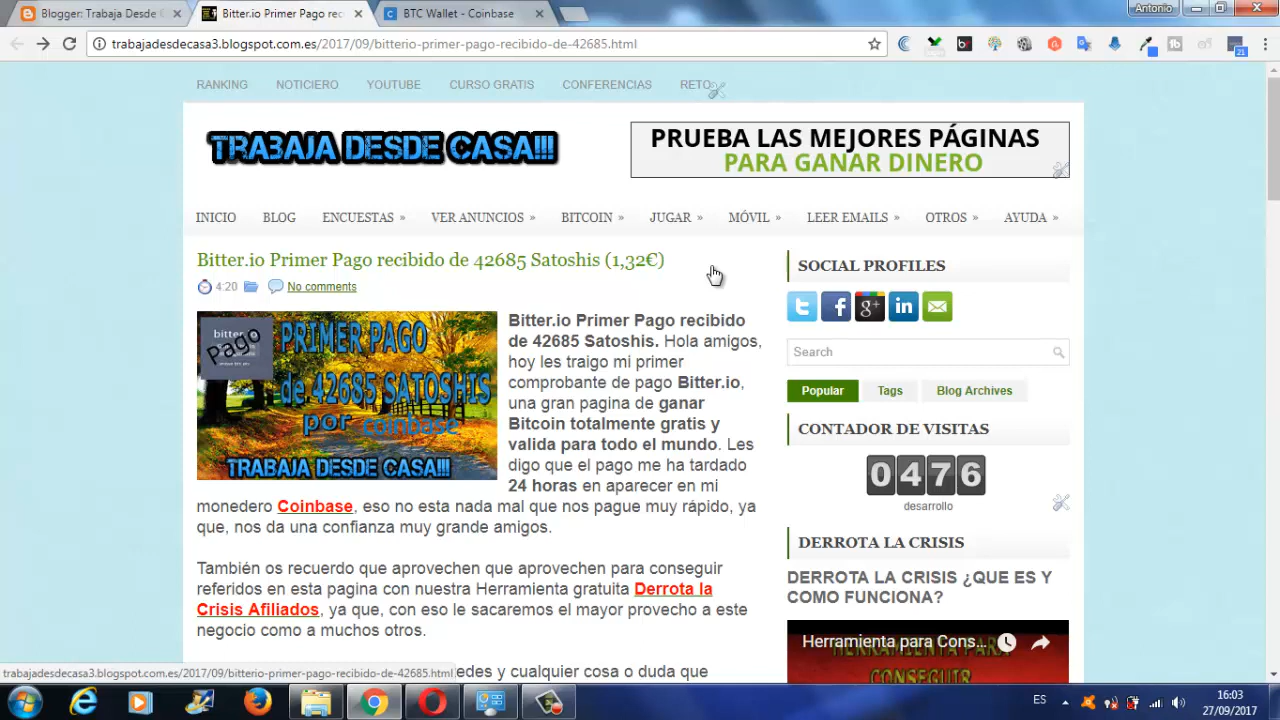 Blogger: Trabaja Desde C
Bitter.io Primer Pago rec
BTC Wallet - Coinbase
Antonio
trabajadesdecasa3.blogspot.com.es/2017/09/bitterio-primer-pago-recibido-de-42685.html
21
RANKING NOTICIERO YOUTUBE CURSO GRATIS CONFERENCIAS RETO
TRABAJA DESDE CASA!!!
PRUEBA LAS MEJORES PÁGINAS
PARA GANAR DINERO
INICIO BLOG ENCUESTAS » VER ANUNCIOS » BITCOIN » JUGAR » MÓVIL » LEER EMAILS » OTROS » AYUDA »
Bitter.io Primer Pago recibido de 42685 Satoshis (1,32€)
4:20 No comments
bitter.io
Pago
PRIMER PAGO
de 42685 SATOSHIS
por coinbase
TRABAJA DESDE CASA!!!
Bitter.io Primer Pago recibido
de 42685 Satoshis. Hola amigos,
hoy les traigo mi primer
comprobante de pago Bitter.io,
una gran pagina de ganar
Bitcoin totalmente gratis y
valida para todo el mundo. Les
digo que el pago me ha tardado
24 horas en aparecer en mi
monedero Coinbase, eso no esta nada mal que nos pague muy rápido, ya
que, nos da una confianza muy grande amigos.
También os recuerdo que aprovechen que aprovechen para conseguir
referidos en esta pagina con nuestra Herramienta gratuita Derrota la
Crisis Afiliados, ya que, con eso le sacaremos el mayor provecho a este
negocio como a muchos otros.
edes y cualquier cosa o duda que
SOCIAL PROFILES
Search
Popular Tags Blog Archives
CONTADOR DE VISITAS
0476
desarrollo
DERROTA LA CRISIS
DERROTA LA CRISIS ¿QUE ES Y
COMO FUNCIONA?
Herramienta para Cons...
HERRAMIENTA PARA
CONSEGUIR
trabajadesdecasa3.blogspot.com.es/2017/09/bitterio-primer-pago-recibido-de-42685.html
ES
16:03
27/09/2017